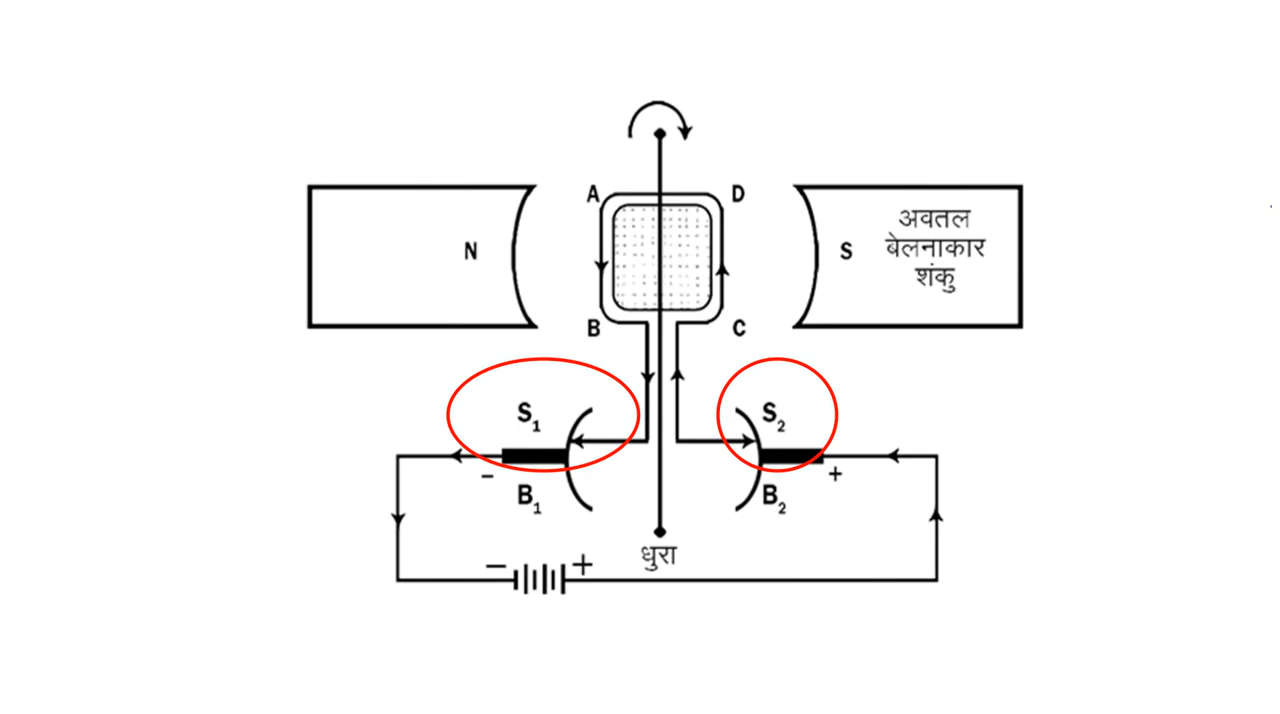 A D
N
S
अवतल
बेलनाकार
शंकु
B C
S₁ S₂
− +
B₁ B₂
धुरा
− +